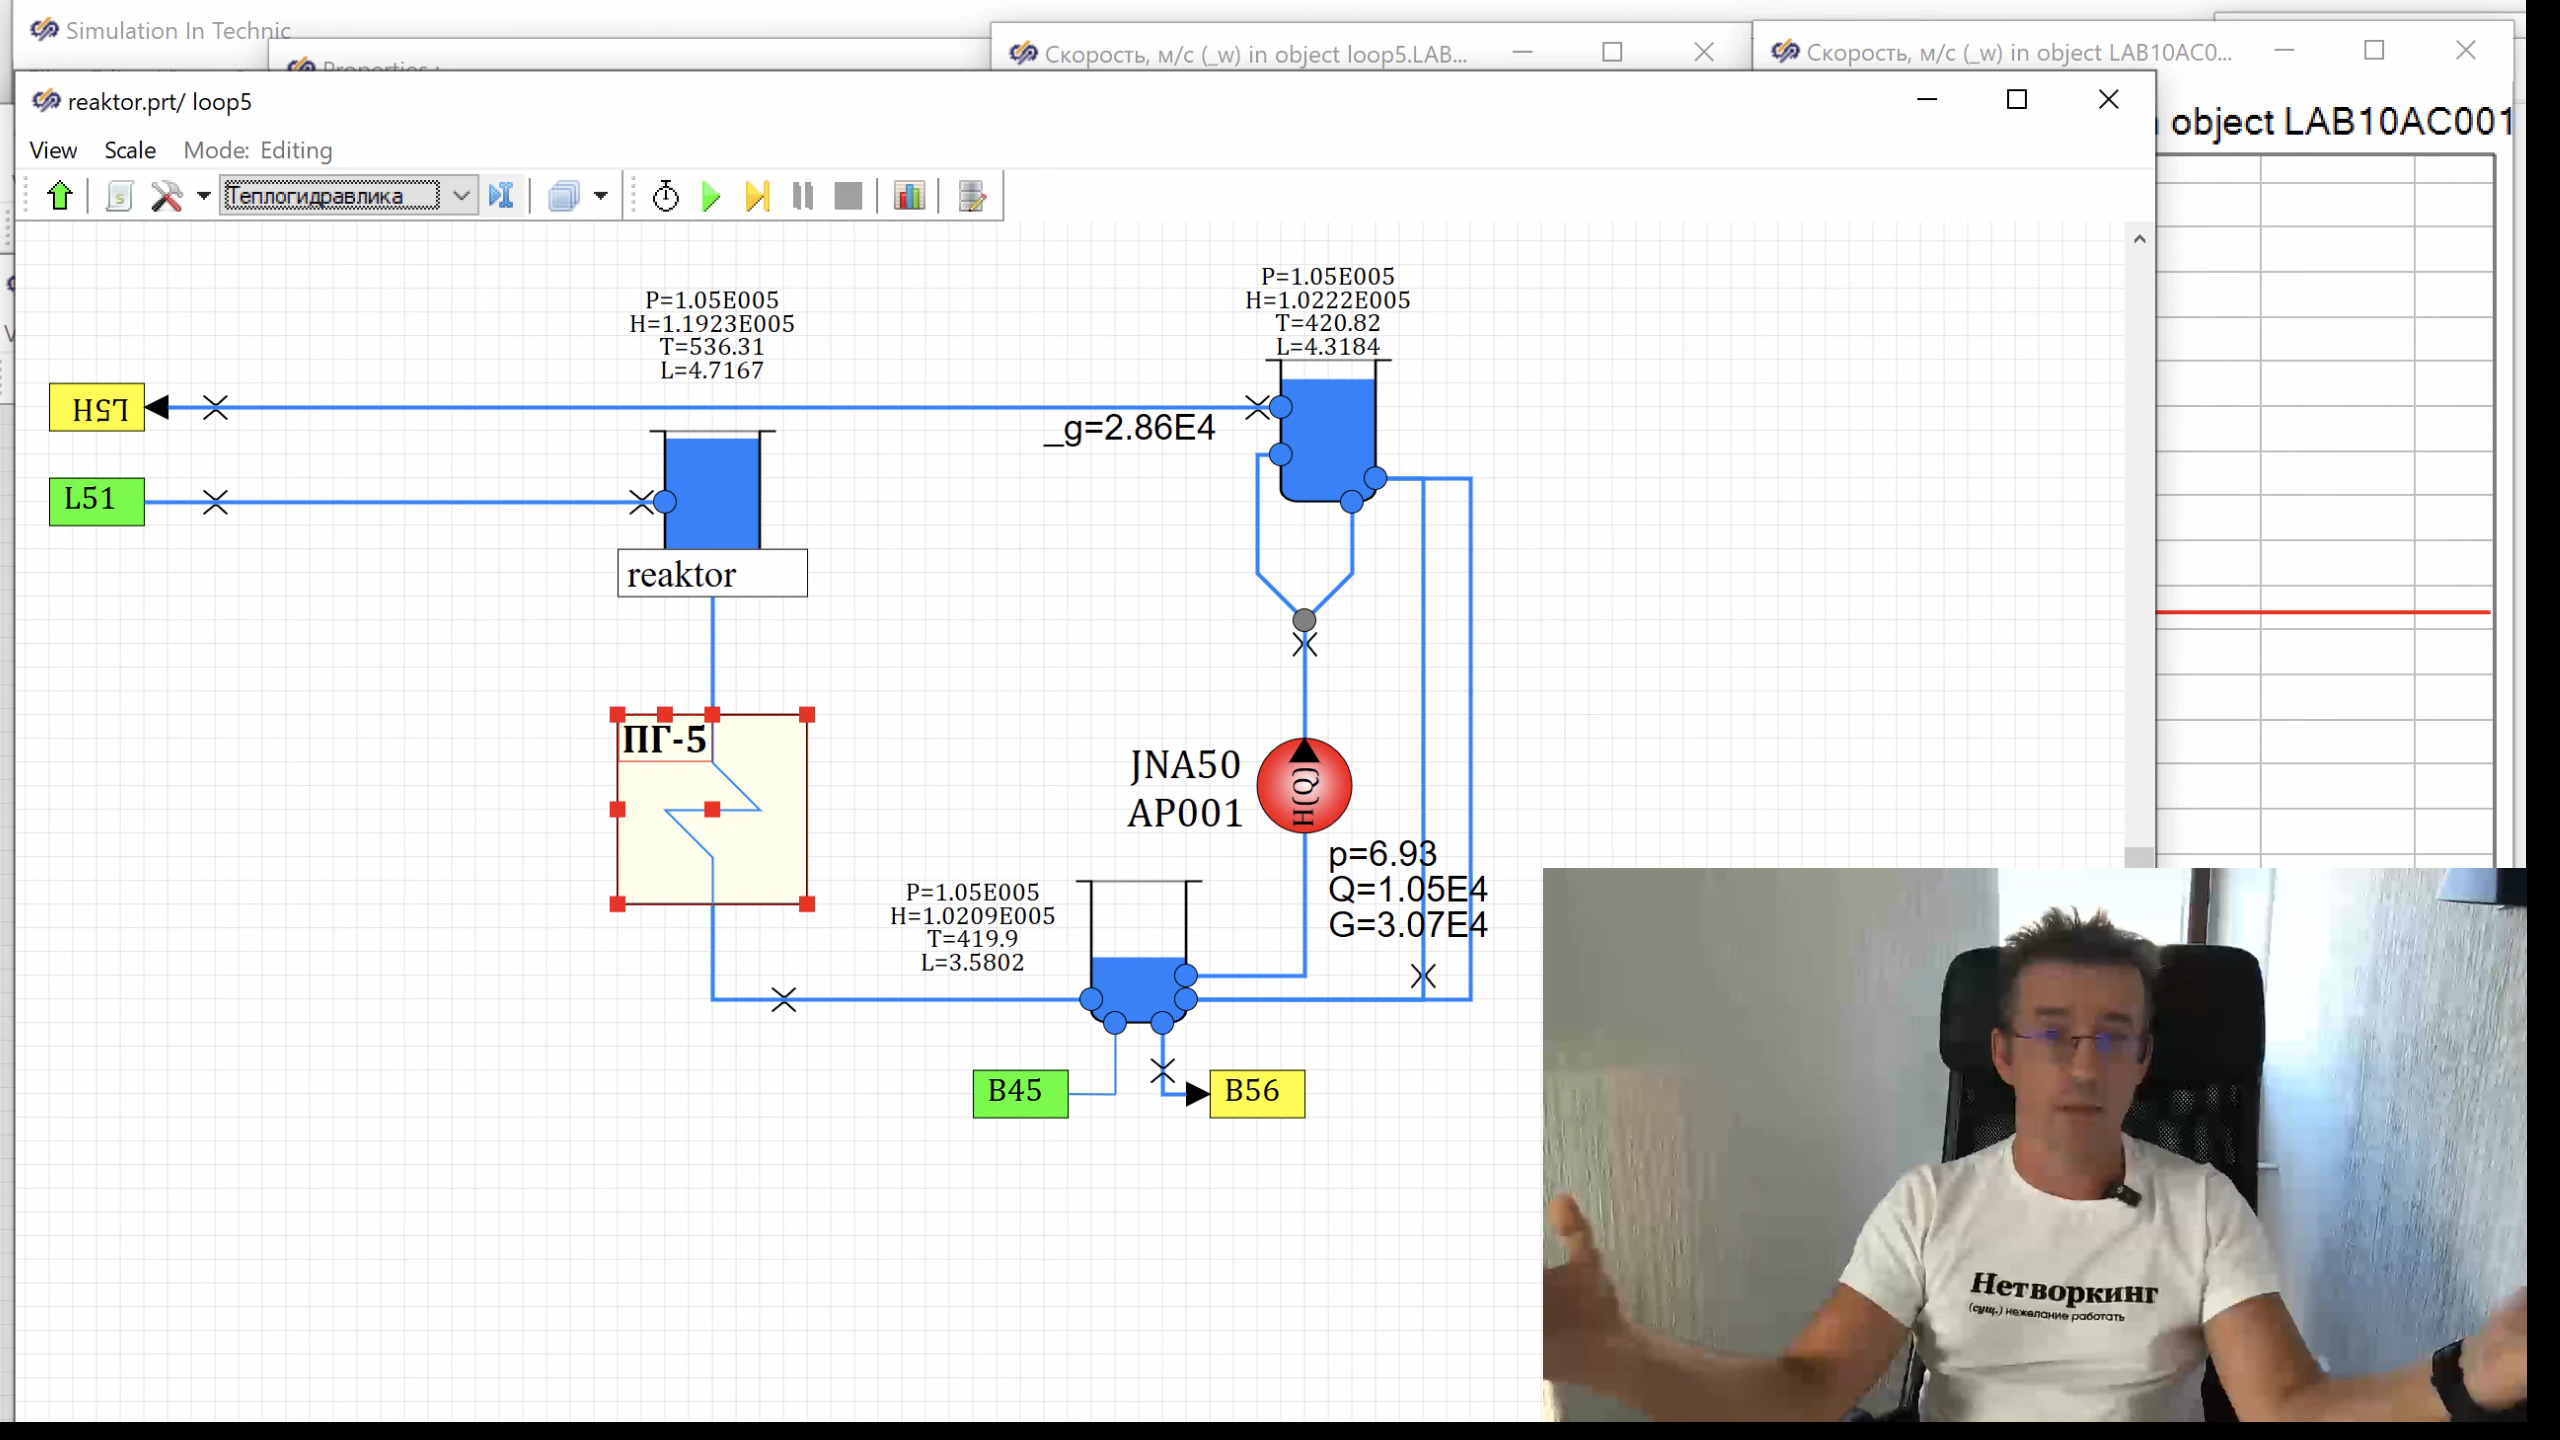 Simulation In Technic
Properties :
Скорость, м/с (_w) in object loop5.LAB...
Скорость, м/с (_w) in object LAB10AC0...
reaktor.prt/ loop5
object LAB10AC001
View Scale Mode: Editing
Теплогидравлика
P=1.05E005
H=1.1923E005
T=536.31
L=4.7167
P=1.05E005
H=1.0222E005
T=420.82
L=4.3184
L5H
_g=2.86E4
L51
reaktor
ПГ-5
JNA50
AP001
H(Q)
p=6.93
Q=1.05E4
G=3.07E4
P=1.05E005
H=1.0209E005
T=419.9
L=3.5802
B45
B56
Нетворкинг
(сущ.) нежелание работать